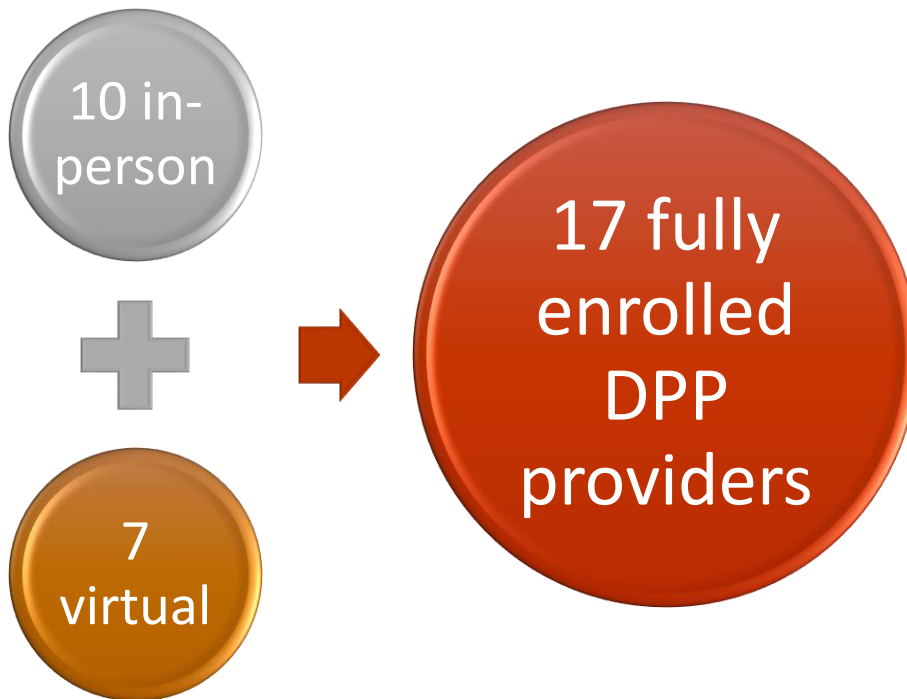 10 in-
person
7
virtual
17 fully
enrolled
DPP
providers